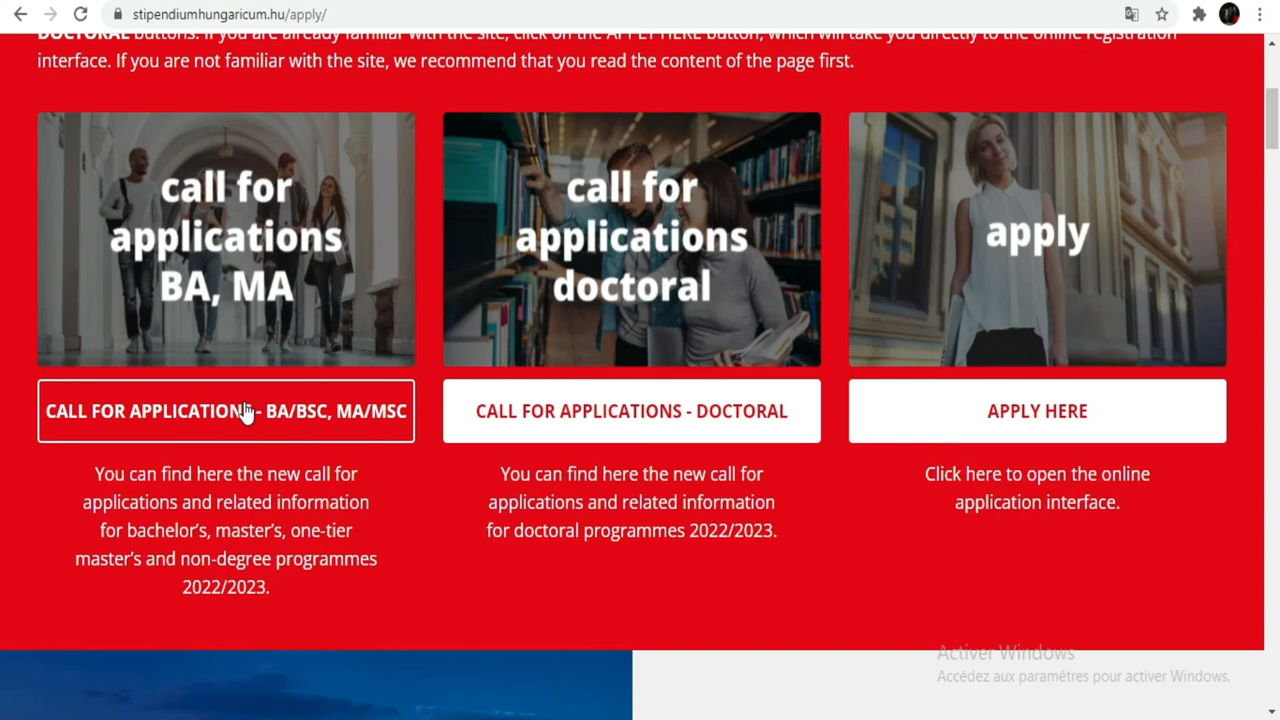 stipendiumhungaricum.hu/apply/
DOCTORAL buttons. If you are already familiar with the site, click on the APPLY HERE button, which will take you directly to the online registration
interface. If you are not familiar with the site, we recommend that you read the content of the page first.
call for
applications
BA, MA
call for
applications
doctoral
apply
CALL FOR APPLICATIONS - BA/BSC, MA/MSC
CALL FOR APPLICATIONS - DOCTORAL
APPLY HERE
You can find here the new call for
applications and related information
for bachelor's, master's, one-tier
master's and non-degree programmes
2022/2023.
You can find here the new call for
applications and related information
for doctoral programmes 2022/2023.
Click here to open the online
application interface.
Activer Windows
Accédez aux paramètres pour activer Windows.